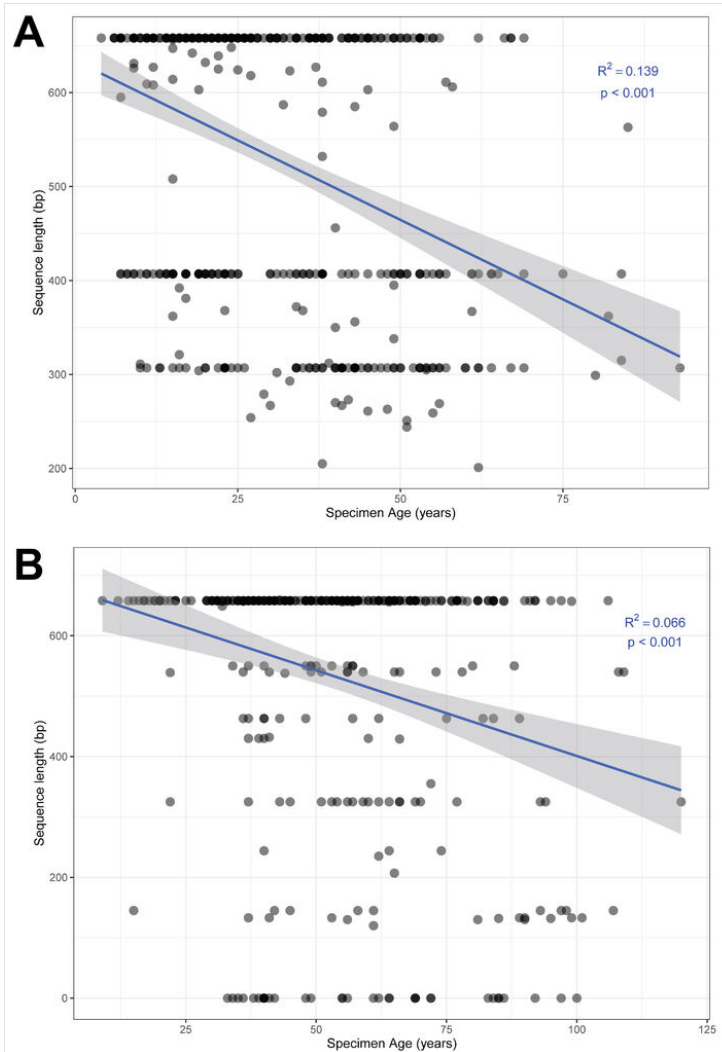 A
R² = 0.139
p < 0.001
600
500
400
300
200
Sequence length (bp)
0
25
50
75
Specimen Age (years)
B
R² = 0.066
p < 0.001
600
400
200
0
Sequence length (bp)
25
50
75
100
125
Specimen Age (years)